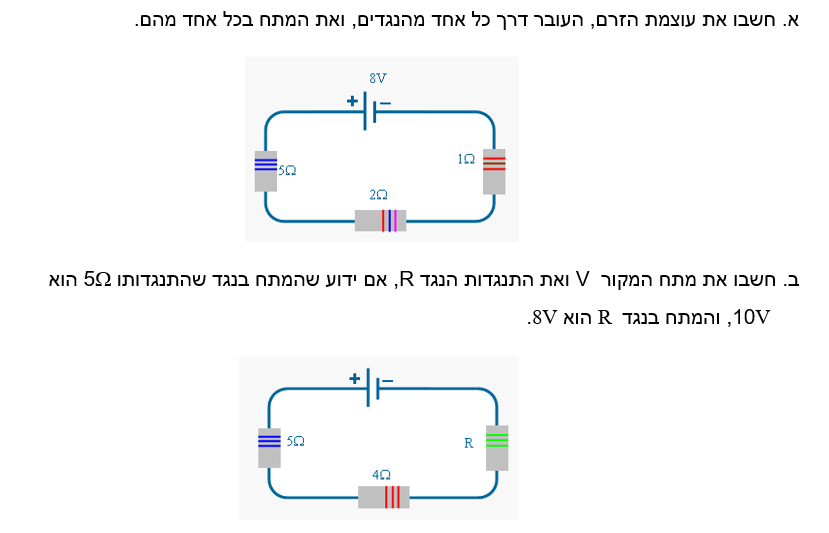 א. חשבו את עוצמת הזרם, העובר דרך כל אחד מהנגדים, ואת המתח בכל אחד מהם.
8V
+ −
5Ω
1Ω
2Ω
ב. חשבו את מתח המקור V ואת התנגדות הנגד R, אם ידוע שהמתח בנגד שהתנגדותו 5Ω הוא
10V, והמתח בנגד R הוא 8V.
+ −
5Ω
R
4Ω